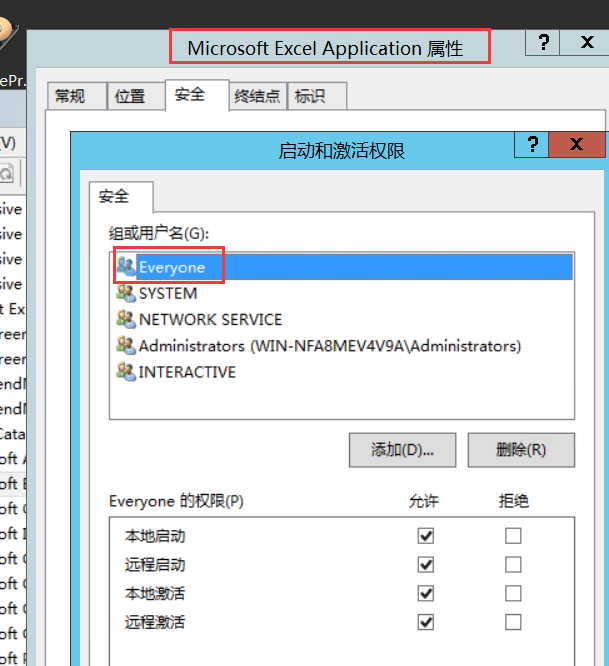 Microsoft Excel Application 属性
? X
ePr.
常规 位置 安全 终结点 标识
(V)
启动和激活权限
? X
安全
组或用户名(G):
Everyone
SYSTEM
NETWORK SERVICE
Administrators (WIN-NFA8MEV4V9A\Administrators)
INTERACTIVE
添加(D)... 删除(R)
Everyone 的权限(P) 允许 拒绝
本地启动
远程启动
本地激活
远程激活
sive
sive
sive
sive
t Ex
reer
reer
endM
endM
Cata
oft A
oft E
oft C
oft I
oft C
oft C
oft C
oft C
oft P